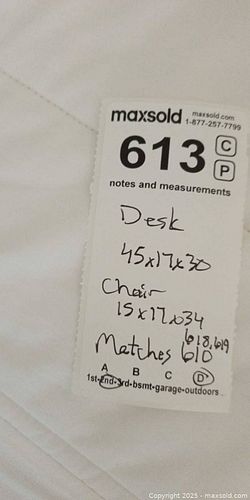 maxsold maxsold.com
1-877-257-7799
613 C
P
notes and measurements
Desk
45x17x30
Chair
15x17x34
618,619
Matches 610
A B C D
1st-2nd-3rd-bsmt-garage-outdoors
Copyright 2025 - maxsold.com